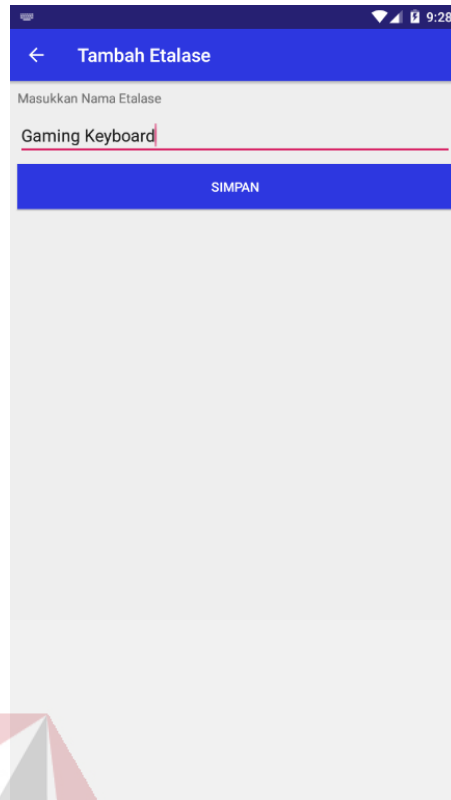 9:28
Tambah Etalase
Masukkan Nama Etalase
Gaming Keyboard
SIMPAN